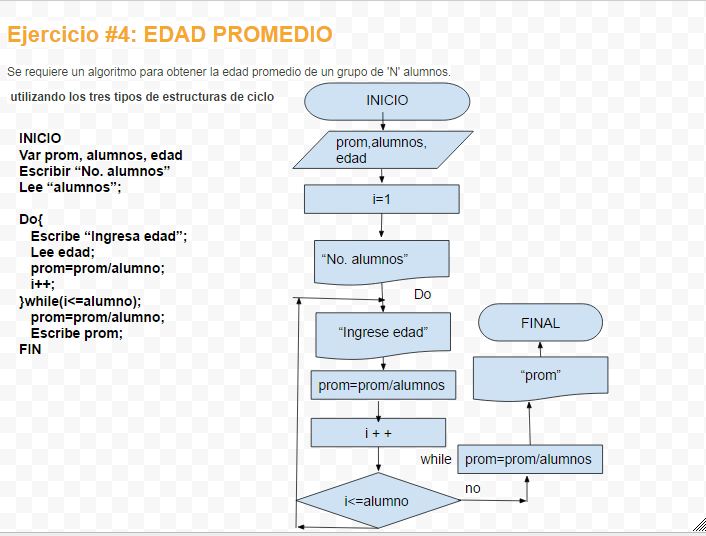 Ejercicio #4: EDAD PROMEDIO
Se requiere un algoritmo para obtener la edad promedio de un grupo de 'N' alumnos.
utilizando los tres tipos de estructuras de ciclo
INICIO
Var prom, alumnos, edad
Escribir “No. alumnos”
Lee “alumnos”;
Do{
Escribe “Ingresa edad”;
Lee edad;
prom=prom/alumno;
i++;
}while(i<=alumno);
prom=prom/alumno;
Escribe prom;
FIN
INICIO
prom,alumnos,
edad
i=1
“No. alumnos”
Do
“Ingrese edad”
prom=prom/alumnos
i + +
i<=alumno
while
no
prom=prom/alumnos
“prom”
FINAL